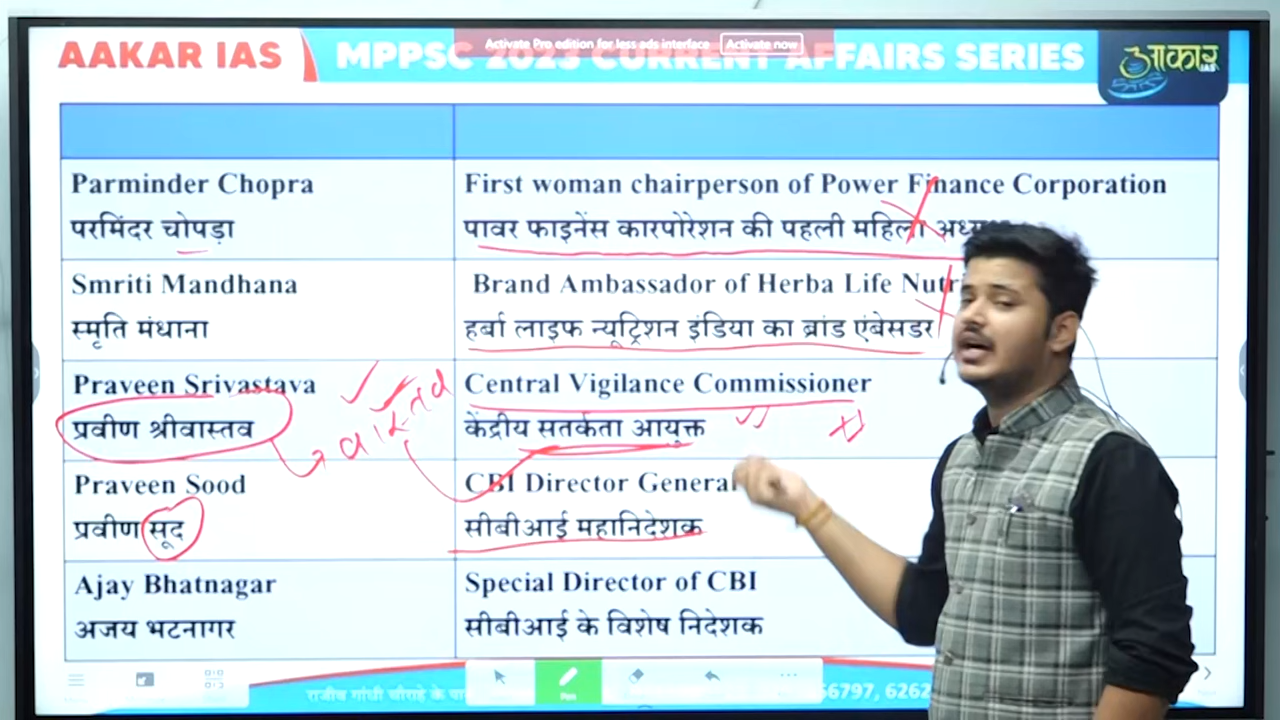 AAKAR IAS
MPPSC 2023 CURRENT AFFAIRS SERIES
Activate Pro edition for less ads interface Activate now
आकार
IAS
Parminder Chopra
परमिंदर चोपड़ा
First woman chairperson of Power Finance Corporation
पावर फाइनेंस कारपोरेशन की पहली महिला
Smriti Mandhana
स्मृति मंधाना
Brand Ambassador of Herba Life Nutri
हर्बा लाइफ न्यूट्रिशन इंडिया का ब्रांड एंबेसडर
Praveen Srivastava
प्रवीण श्रीवास्तव
Central Vigilance Commissioner
केंद्रीय सतर्कता आयुक्त
Praveen Sood
प्रवीण सूद
CBI Director General
सीबीआई महानिदेशक
Ajay Bhatnagar
अजय भटनागर
Special Director of CBI
सीबीआई के विशेष निदेशक
Pen
राजीव गांधी चौराहे के 66797, 6262